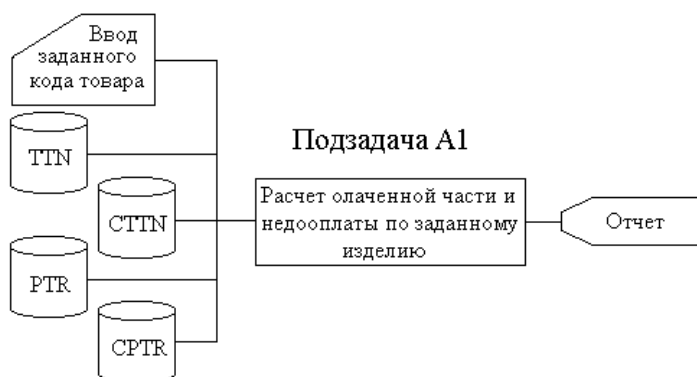 Ввод
заданного
кода товара
TTN
CTTN
PTR
CPTR
Подзадача А1
Расчет олаченной части и
недооплаты по заданному
изделию
Отчет